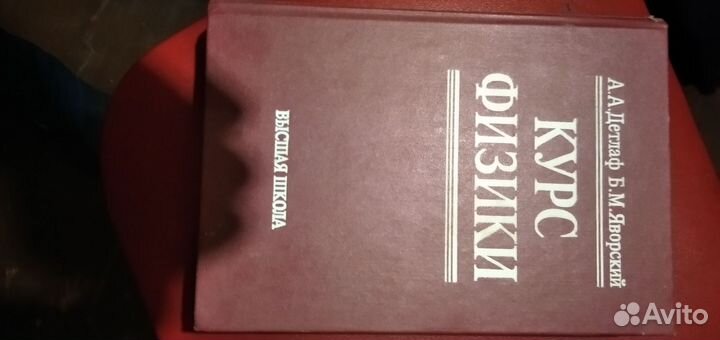 А.А.Детлаф Б.М.Яворский
КУРС
ФИЗИКИ
ВЫСШАЯ ШКОЛА
Avito